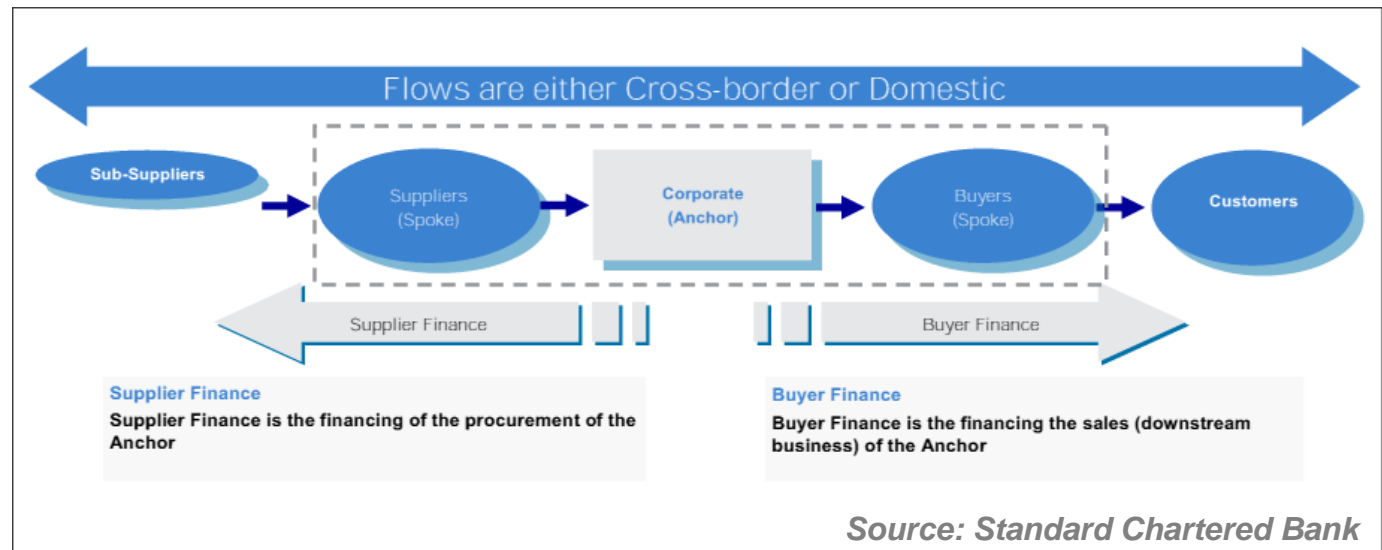 Flows are either Cross-border or Domestic
Sub-Suppliers
Suppliers
(Spoke)
Corporate
(Anchor)
Buyers
(Spoke)
Customers
Supplier Finance
Buyer Finance
Supplier Finance
Supplier Finance is the financing of the procurement of the
Anchor
Buyer Finance
Buyer Finance is the financing the sales (downstream
business) of the Anchor
Source: Standard Chartered Bank